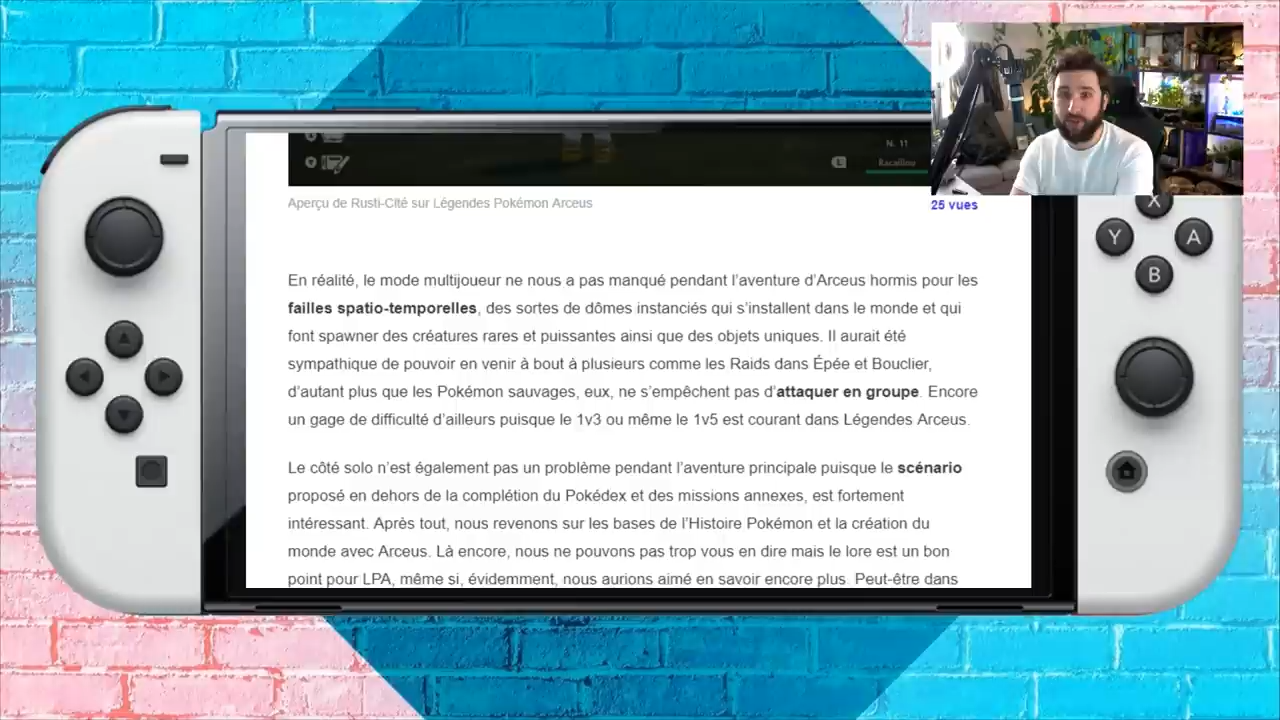 N. 11
Y
L
Racaillou
Aperçu de Rusti-Cité sur Légendes Pokémon Arceus
25 vues
X
Y
A
B
En réalité, le mode multijoueur ne nous a pas manqué pendant l’aventure d’Arceus hormis pour les
failles spatio-temporelles, des sortes de dômes instanciés qui s’installent dans le monde et qui
font spawner des créatures rares et puissantes ainsi que des objets uniques. Il aurait été
sympathique de pouvoir en venir à bout à plusieurs comme les Raids dans Épée et Bouclier,
d’autant plus que les Pokémon sauvages, eux, ne s’empêchent pas d’attaquer en groupe. Encore
un gage de difficulté d’ailleurs puisque le 1v3 ou même le 1v5 est courant dans Légendes Arceus.
Le côté solo n’est également pas un problème pendant l’aventure principale puisque le scénario
proposé en dehors de la complétion du Pokédex et des missions annexes, est fortement
intéressant. Après tout, nous revenons sur les bases de l’Histoire Pokémon et la création du
monde avec Arceus. Là encore, nous ne pouvons pas trop vous en dire mais le lore est un bon
point pour LPA, même si, évidemment, nous aurions aimé en savoir encore plus. Peut-être dans